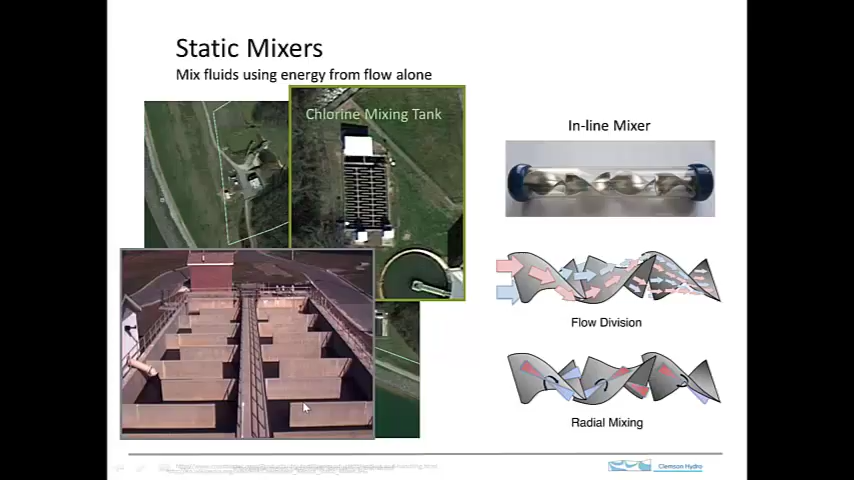 Static Mixers
Mix fluids using energy from flow alone
Chlorine Mixing Tank
In-line Mixer
Flow Division
Radial Mixing
Clemson Hydro